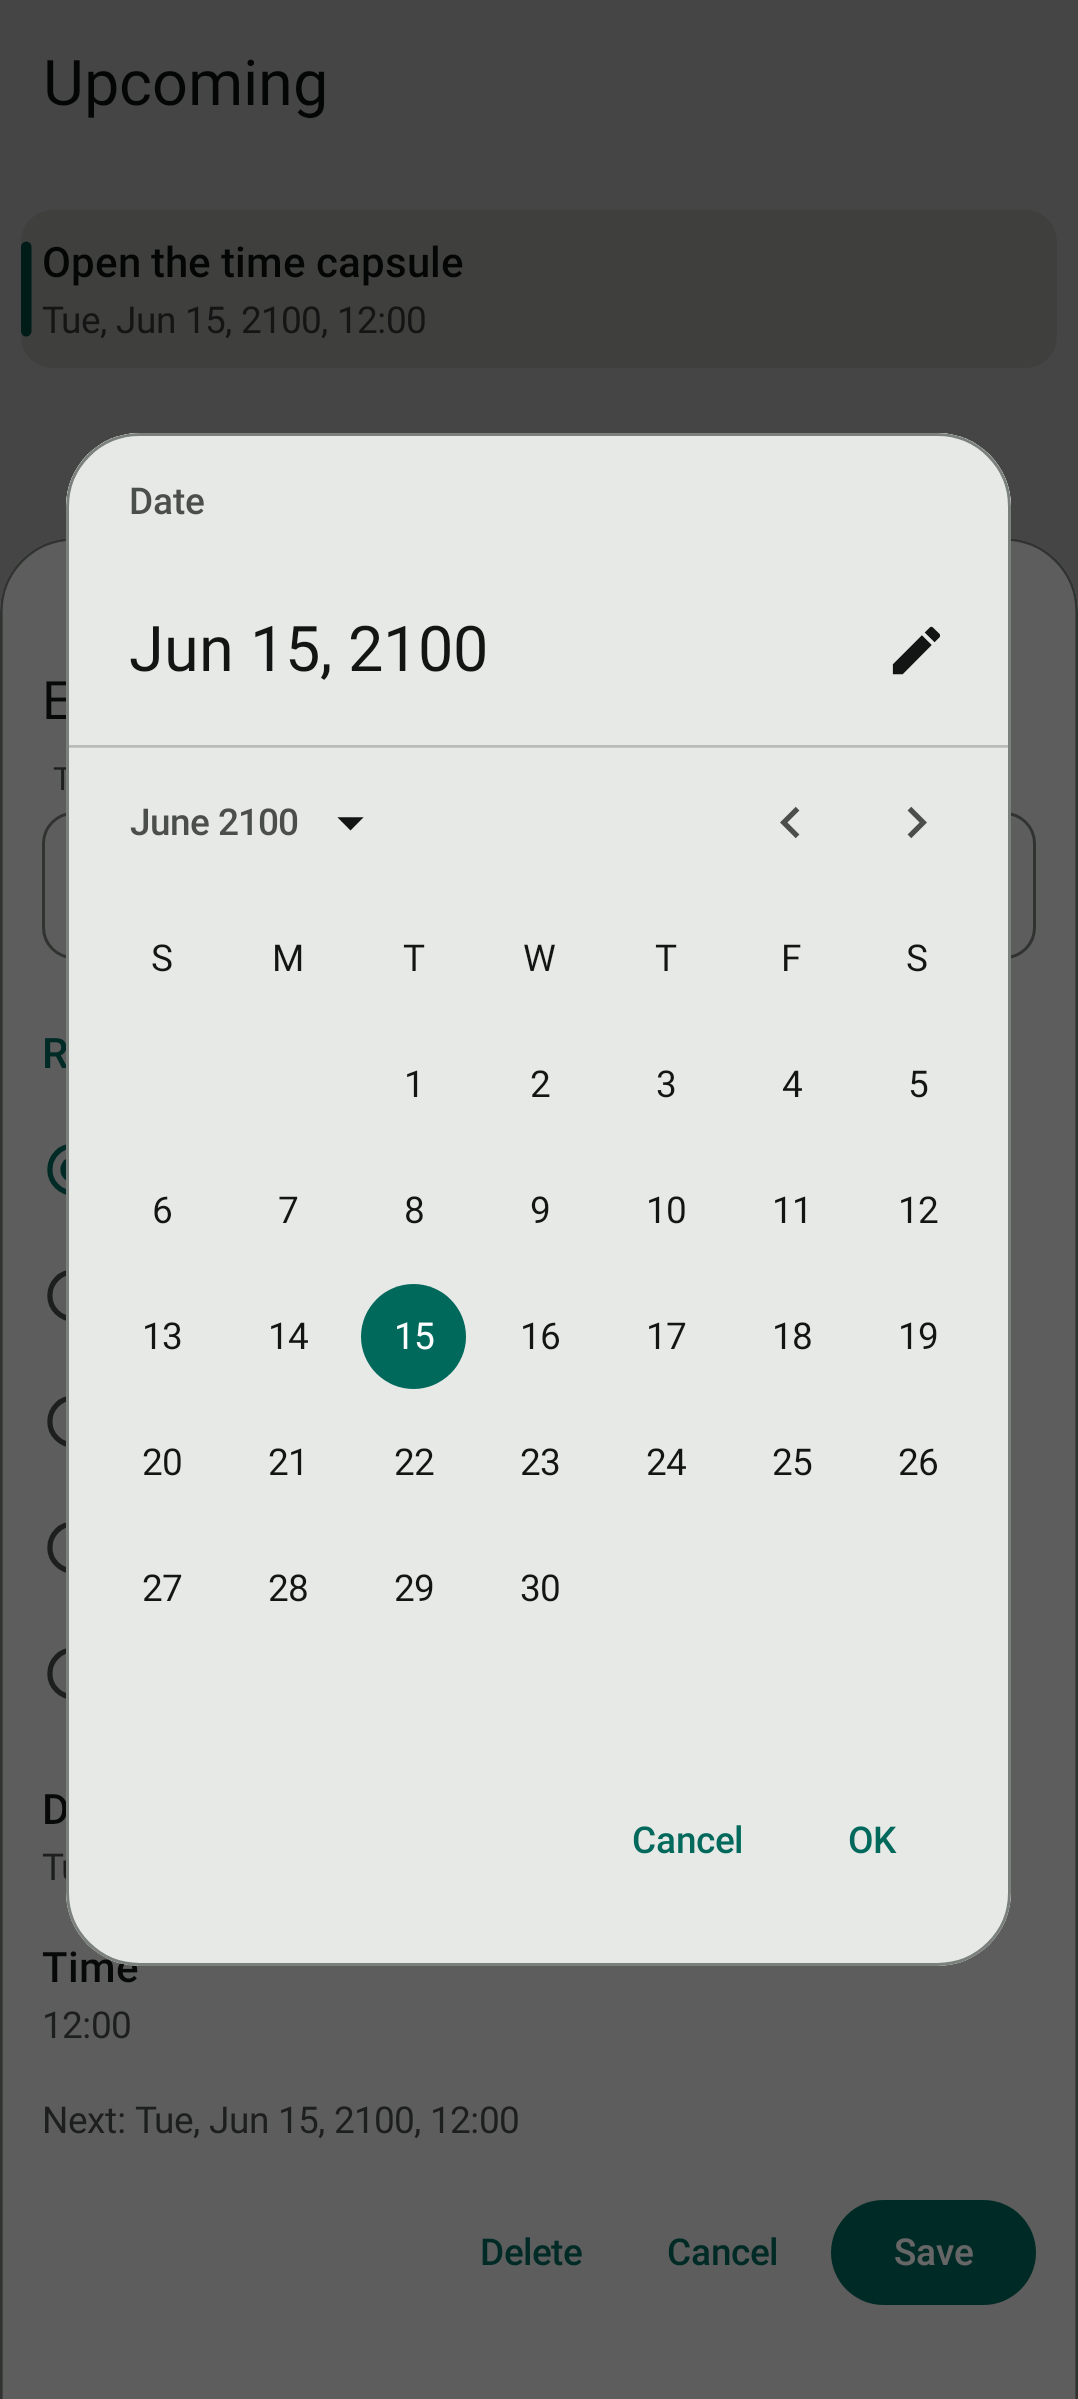 Upcoming
Open the time capsule
Tue, Jun 15, 2100, 12:00
Date
Jun 15, 2100
June 2100
S M T W T F S
1 2 3 4 5
6 7 8 9 10 11 12
13 14 15 16 17 18 19
20 21 22 23 24 25 26
27 28 29 30
Cancel OK
Time
12:00
Next: Tue, Jun 15, 2100, 12:00
Delete Cancel Save